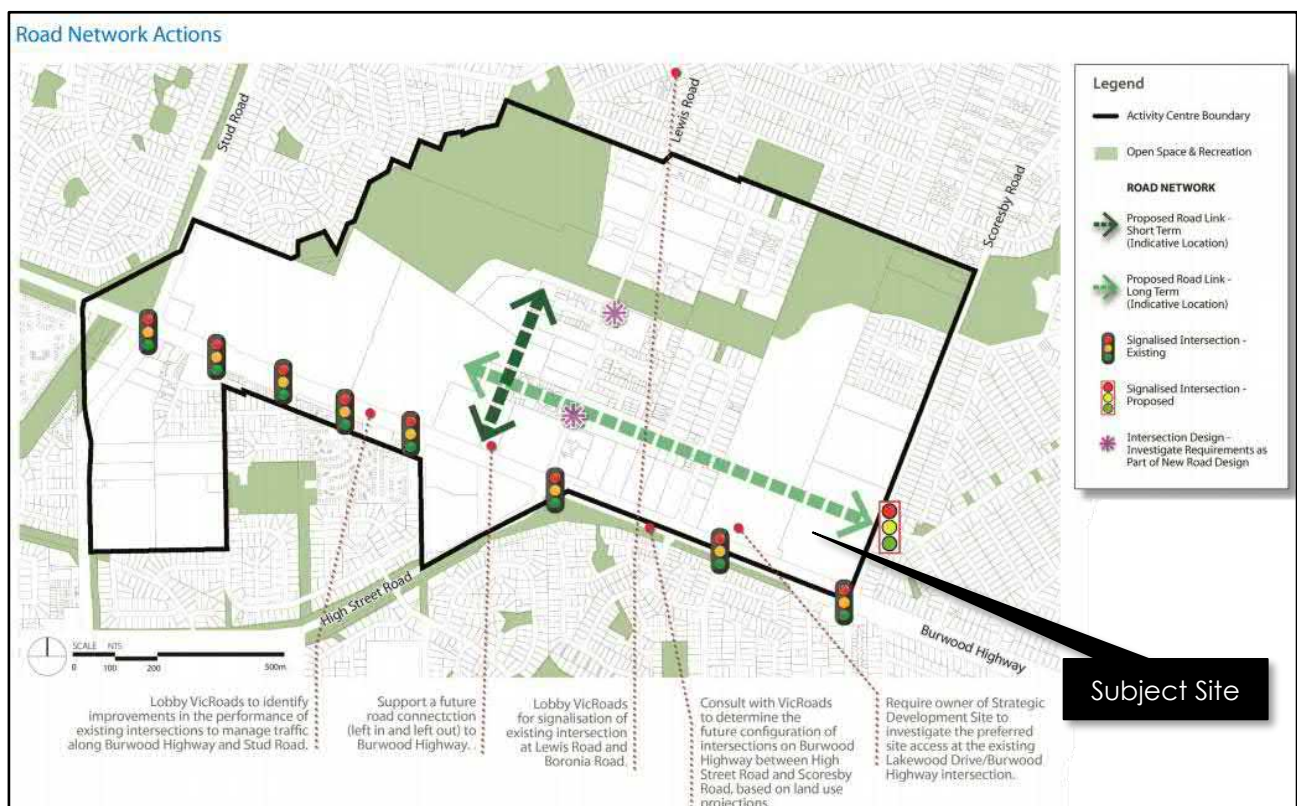 Road Network Actions
Stud Road
Lewis Road
Scoresby Road
High Street Road
Burwood Highway
SCALE NTS
0 100 200 500m
Legend
Activity Centre Boundary
Open Space & Recreation
ROAD NETWORK
Proposed Road Link -
Short Term
(Indicative Location)
Proposed Road Link -
Long Term
(Indicative Location)
Signalised Intersection -
Existing
Signalised Intersection -
Proposed
Intersection Design -
Investigate Requirements as
Part of New Road Design
Subject Site
Lobby VicRoads to identify
improvements in the performance of
existing intersections to manage traffic
along Burwood Highway and Stud Road.
Support a future
road connectction
(left in and left out) to
Burwood Highway. .
Lobby VicRoads
for signalisation of
existing intersection
at Lewis Road and
Boronia Road.
Consult with VicRoads
to determine the
future configuration of
intersections on Burwood
Highway between High
Street Road and Scoresby
Road, based on land use
projections
Require owner of Strategic
Development Site to
investigate the preferred
site access at the existing
Lakewood Drive/Burwood
Highway intersection.